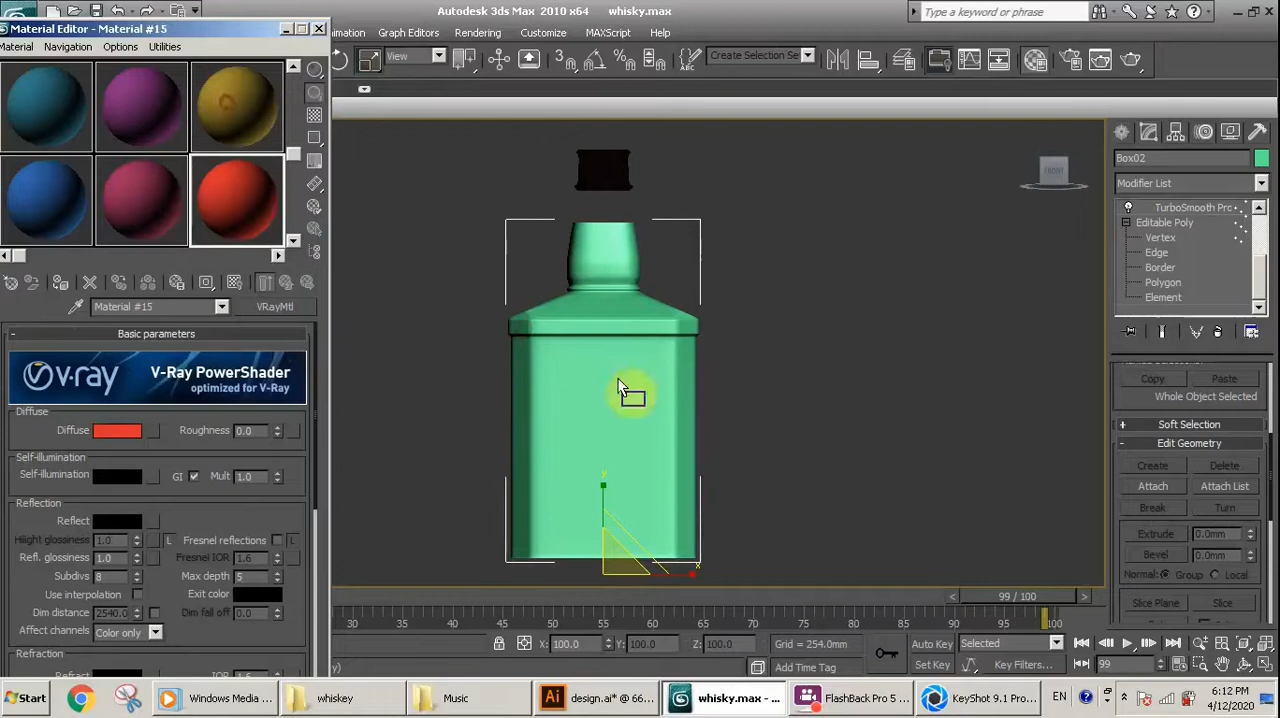 Autodesk 3ds Max 2010 x64 whisky.max
Type a keyword or phrase
Material Editor - Material #15
Material Navigation Options Utilities
Graph Editors Rendering Customize MAXScript Help
View
Create Selection Se
FRONT
Box02
Modifier List
TurboSmooth Prc
Editable Poly
Vertex
Edge
Border
Polygon
Element
Material #15 VRayMtl
Basic parameters
v·ray V-Ray PowerShader
optimized for V-Ray
Diffuse
Diffuse Roughness 0.0
Self-illumination
Self-illumination GI Mult 1.0
Reflection
Reflect
Hilight glossiness 1.0 L Fresnel reflections L
Refl. glossiness 1.0 Fresnel IOR 1.6
Subdivs 8 Max depth 5
Use interpolation Exit color
Dim distance 2540.0 Dim fall off 0.0
Affect channels Color only
Refraction
Copy Paste
Whole Object Selected
+ Soft Selection
- Edit Geometry
Create Delete
Attach Attach List
Break Turn
Extrude 0.0mm
Bevel 0.0mm
Normal: Group Local
Slice Plane Slice
y
x
< 99 / 100 >
30 35 40 45 50 55 60 65 70 75 80 85 90 95 100
X: 100.0 Y: 100.0 Z: 100.0 Grid = 254.0mm Auto Key Selected
Add Time Tag Set Key Key Filters... 99
Start Windows Media ... whiskey Music design.ai* @ 66... whisky.max - ... FlashBack Pro 5 ... KeyShot 9.1 Pro... EN 6:12 PM
4/12/2020